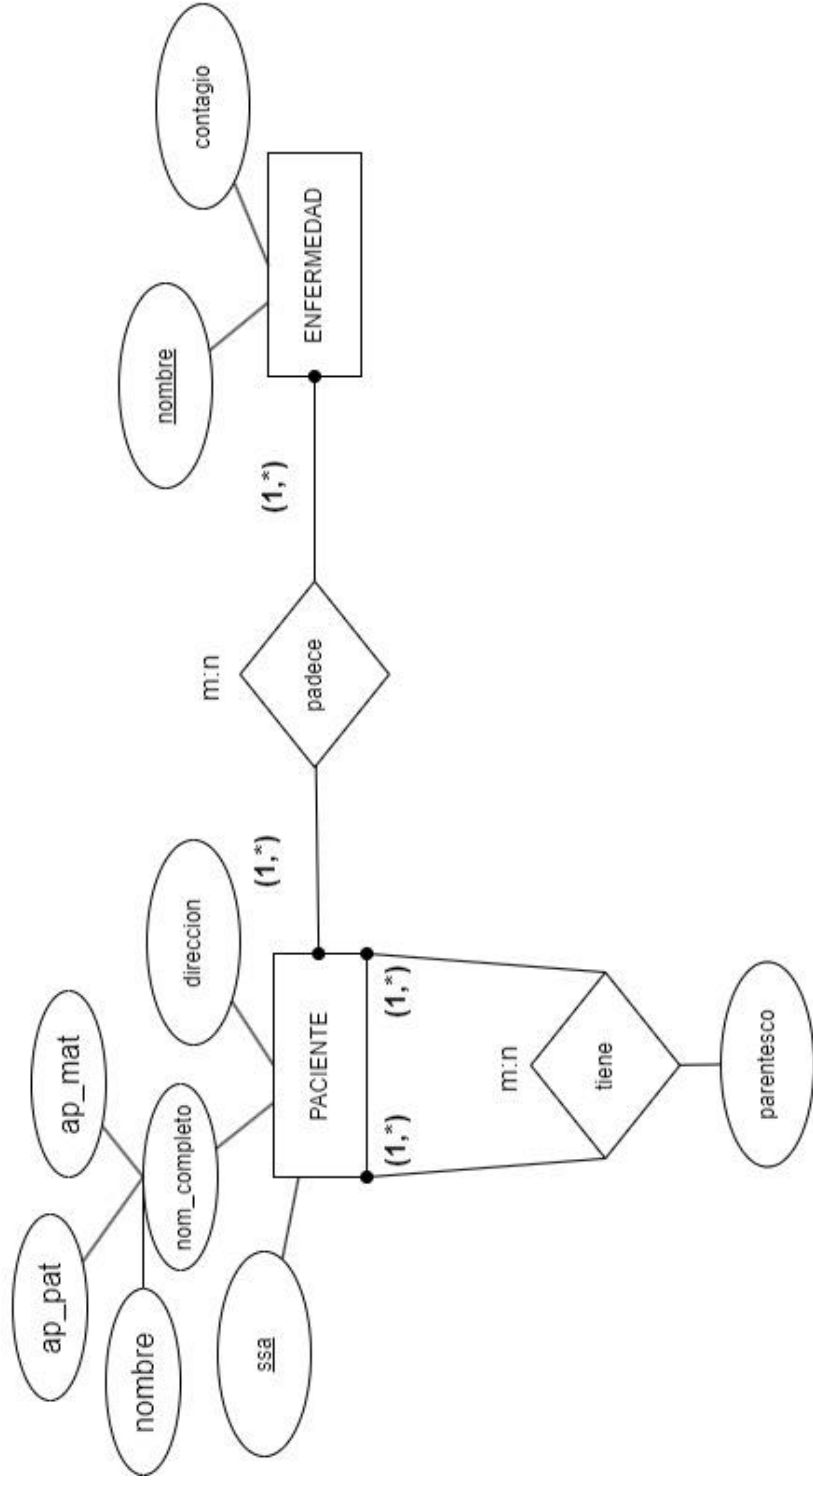 ap_pat
ap_mat
nombre
nom_completo
direccion
ssa
PACIENTE
(1,*)
m:n
padece
(1,*)
nombre
contagio
ENFERMEDAD
(1,*)
(1,*)
m:n
tiene
parentesco